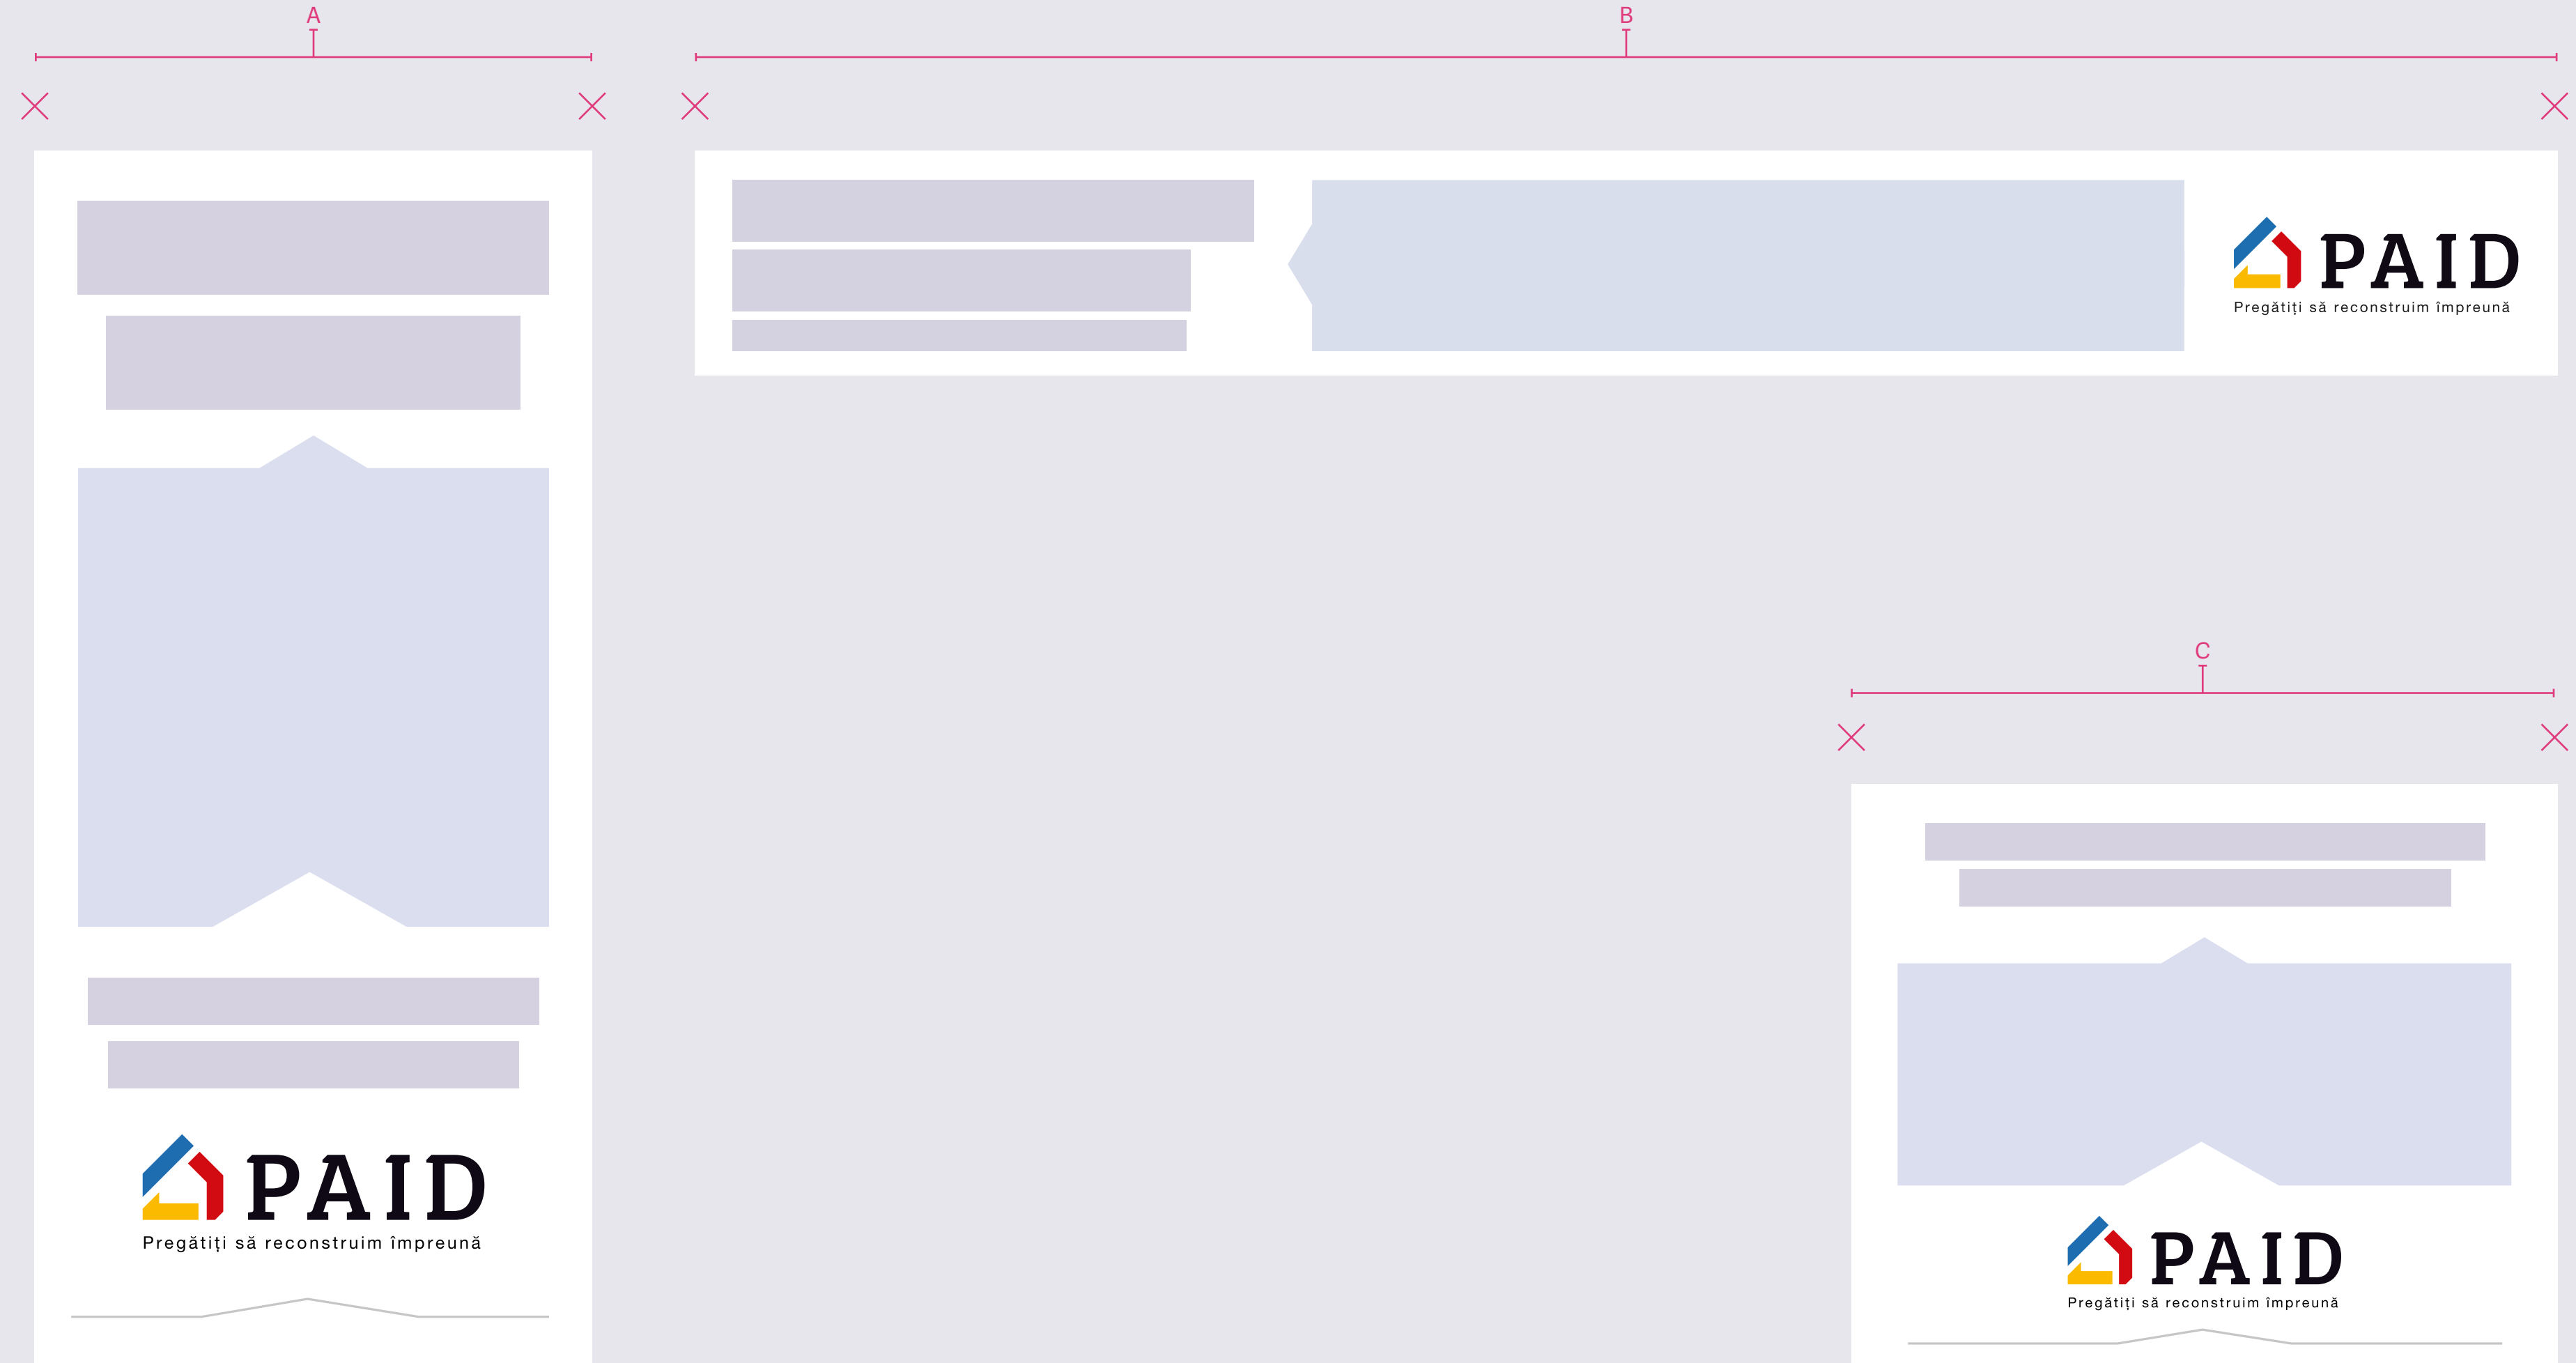 A
B
PAID
Pregătiți să reconstruim împreună
C
PAID
Pregătiți să reconstruim împreună
PAID
Pregătiți să reconstruim împreună